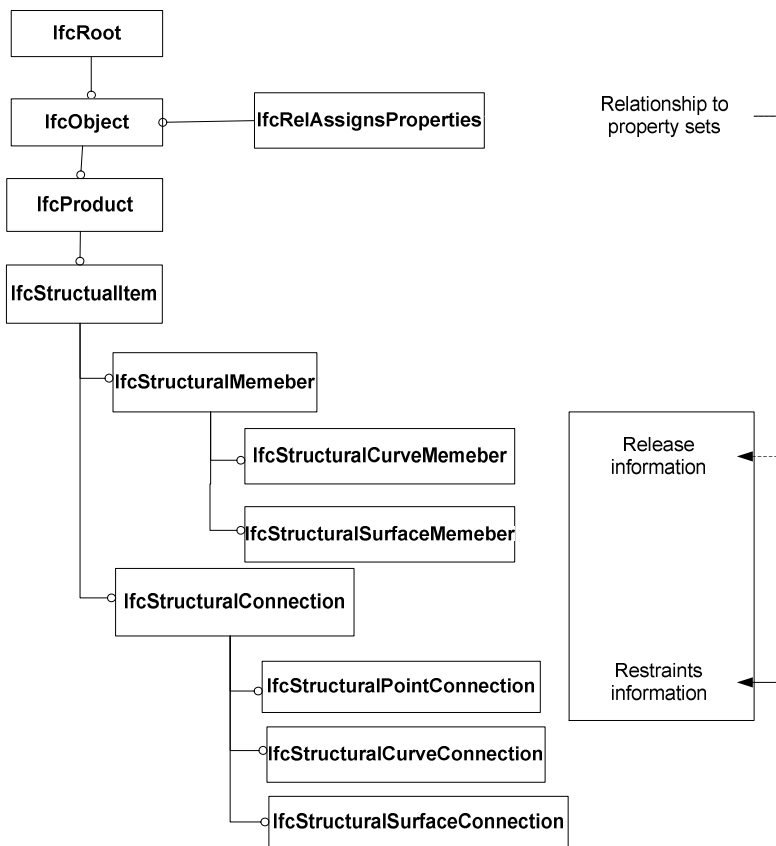 IfcRoot
IfcObject
IfcRelAssignsProperties
Relationship to
property sets
IfcProduct
IfcStructualItem
IfcStructuralMemeber
IfcStructuralCurveMemeber
Release
information
IfcStructuralSurfaceMemeber
IfcStructuralConnection
IfcStructuralPointConnection
Restraints
information
IfcStructuralCurveConnection
IfcStructuralSurfaceConnection